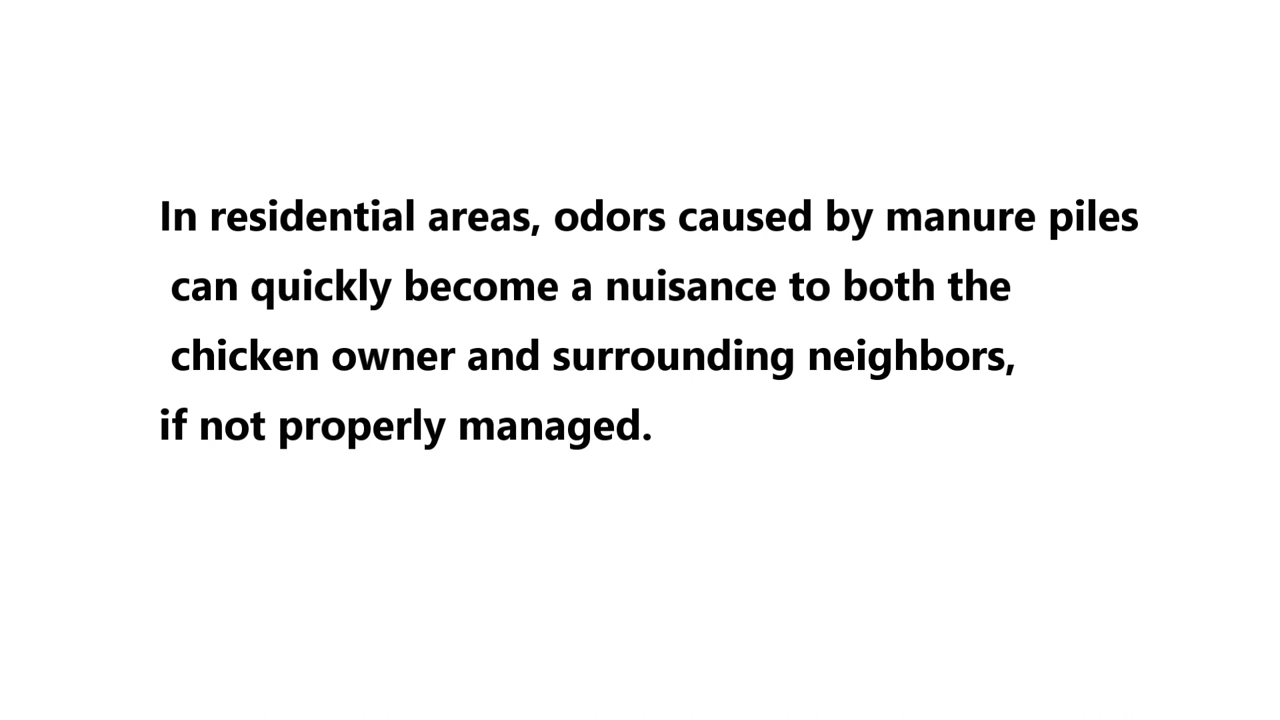 In residential areas, odors caused by manure piles
can quickly become a nuisance to both the
chicken owner and surrounding neighbors,
if not properly managed.